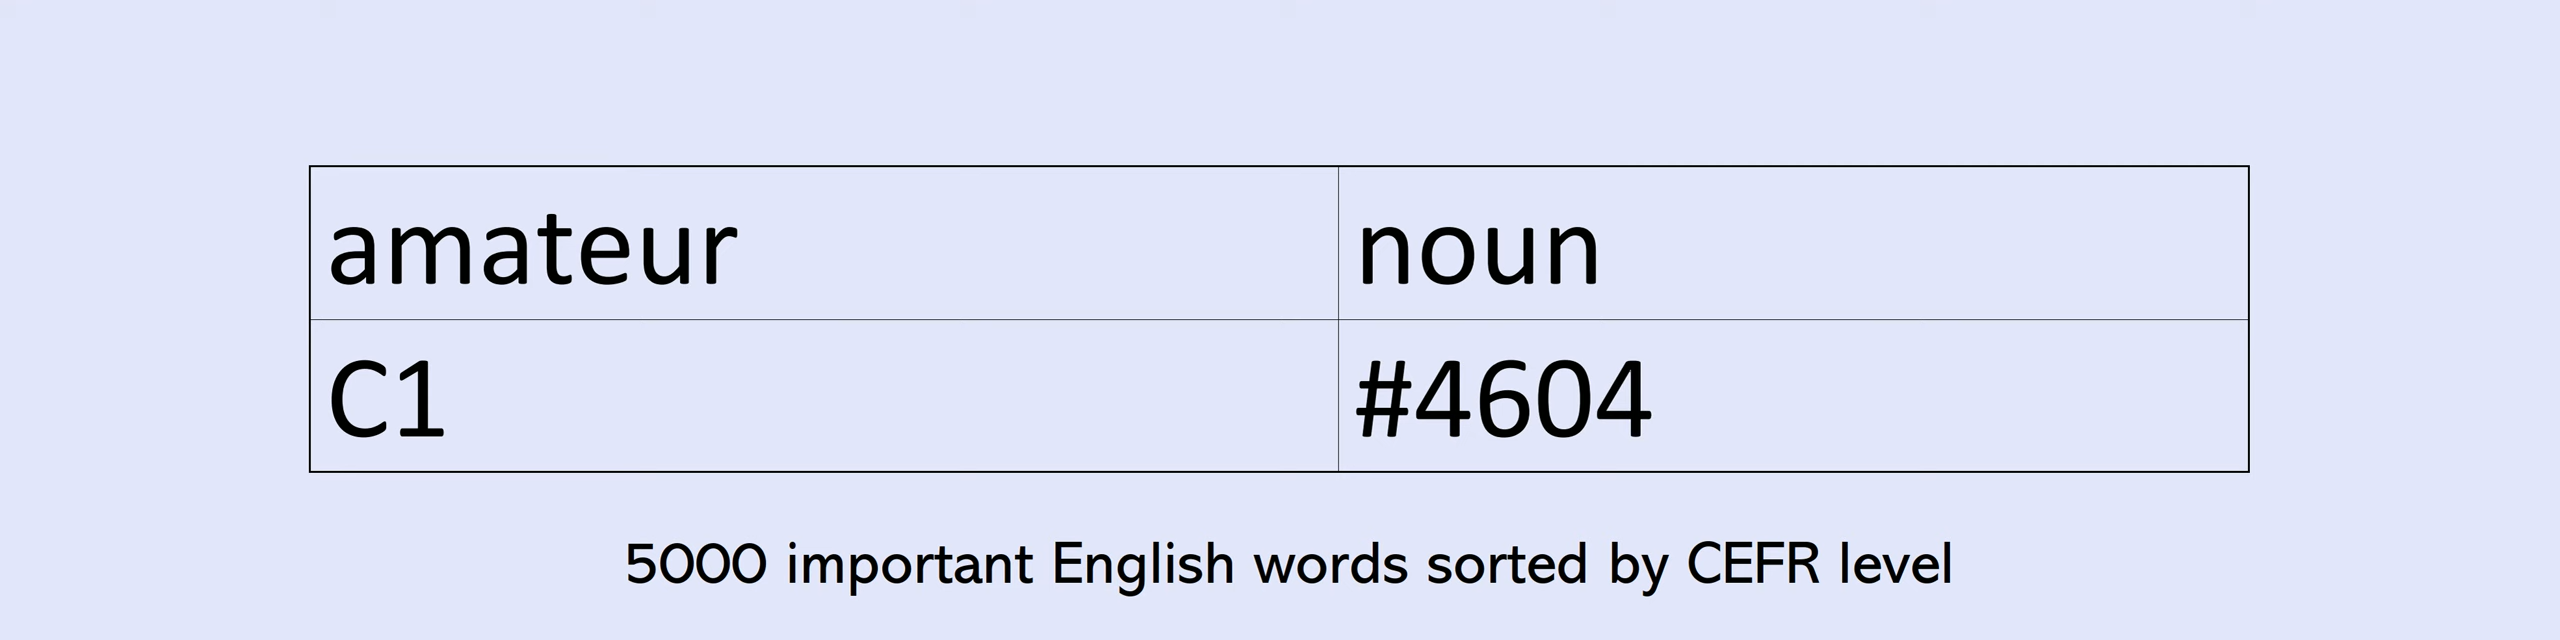 amateur noun
C1 #4604
5000 important English words sorted by CEFR level